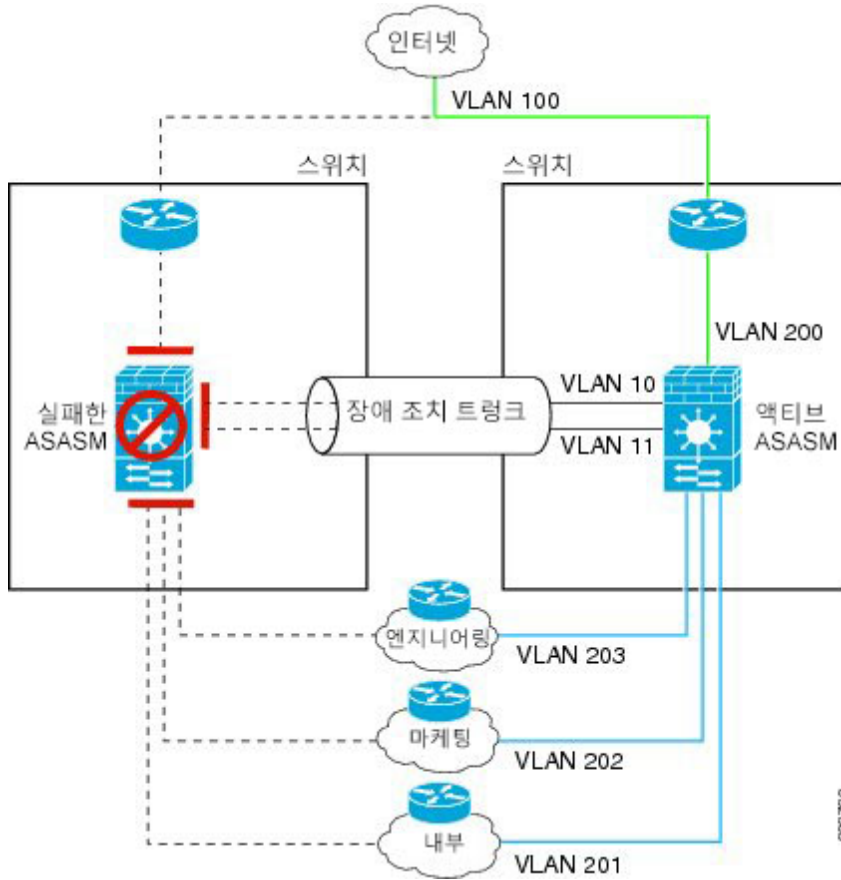 인터넷
VLAN 100
스위치
스위치
VLAN 200
실패한
ASASM
장애 조치 트렁크
VLAN 10
VLAN 11
액티브
ASASM
엔지니어링
VLAN 203
마케팅
VLAN 202
내부
VLAN 201